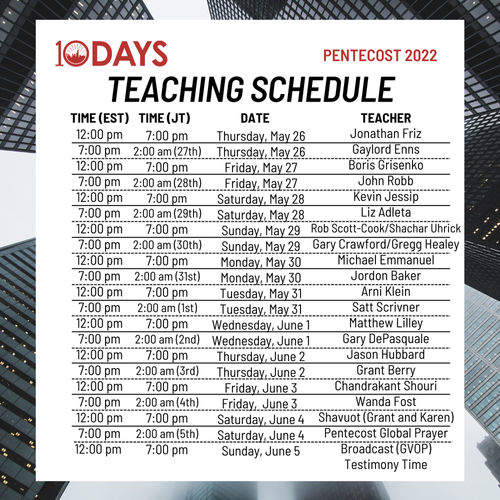 10DAYS
PENTECOST 2022
TEACHING SCHEDULE
TIME (EST) TIME (JT) DATE TEACHER
12:00 pm 7:00 pm Thursday, May 26 Jonathan Friz
7:00 pm 2:00 am (27th) Thursday, May 26 Gaylord Enns
12:00 pm 7:00 pm Friday, May 27 Boris Grisenko
7:00 pm 2:00 am (28th) Friday, May 27 John Robb
12:00 pm 7:00 pm Saturday, May 28 Kevin Jessip
7:00 pm 2:00 am (29th) Saturday, May 28 Liz Adleta
12:00 pm 7:00 pm Sunday, May 29 Rob Scott-Cook/Shachar Uhrick
7:00 pm 2:00 am (30th) Sunday, May 29 Gary Crawford/Gregg Healey
12:00 pm 7:00 pm Monday, May 30 Michael Emmanuel
7:00 pm 2:00 am (31st) Monday, May 30 Jordon Baker
12:00 pm 7:00 pm Tuesday, May 31 Arni Klein
7:00 pm 2:00 am (1st) Tuesday, May 31 Satt Scrivner
12:00 pm 7:00 pm Wednesday, June 1 Matthew Lilley
7:00 pm 2:00 am (2nd) Wednesday, June 1 Gary DePasquale
12:00 pm 7:00 pm Thursday, June 2 Jason Hubbard
7:00 pm 2:00 am (3rd) Thursday, June 2 Grant Berry
12:00 pm 7:00 pm Friday, June 3 Chandrakant Shouri
7:00 pm 2:00 am (4th) Friday, June 3 Wanda Fost
12:00 pm 7:00 pm Saturday, June 4 Shavuot (Grant and Karen)
7:00 pm 2:00 am (5th) Saturday, June 4 Pentecost Global Prayer
12:00 pm 7:00 pm Sunday, June 5 Broadcast (GVOP)
Testimony Time